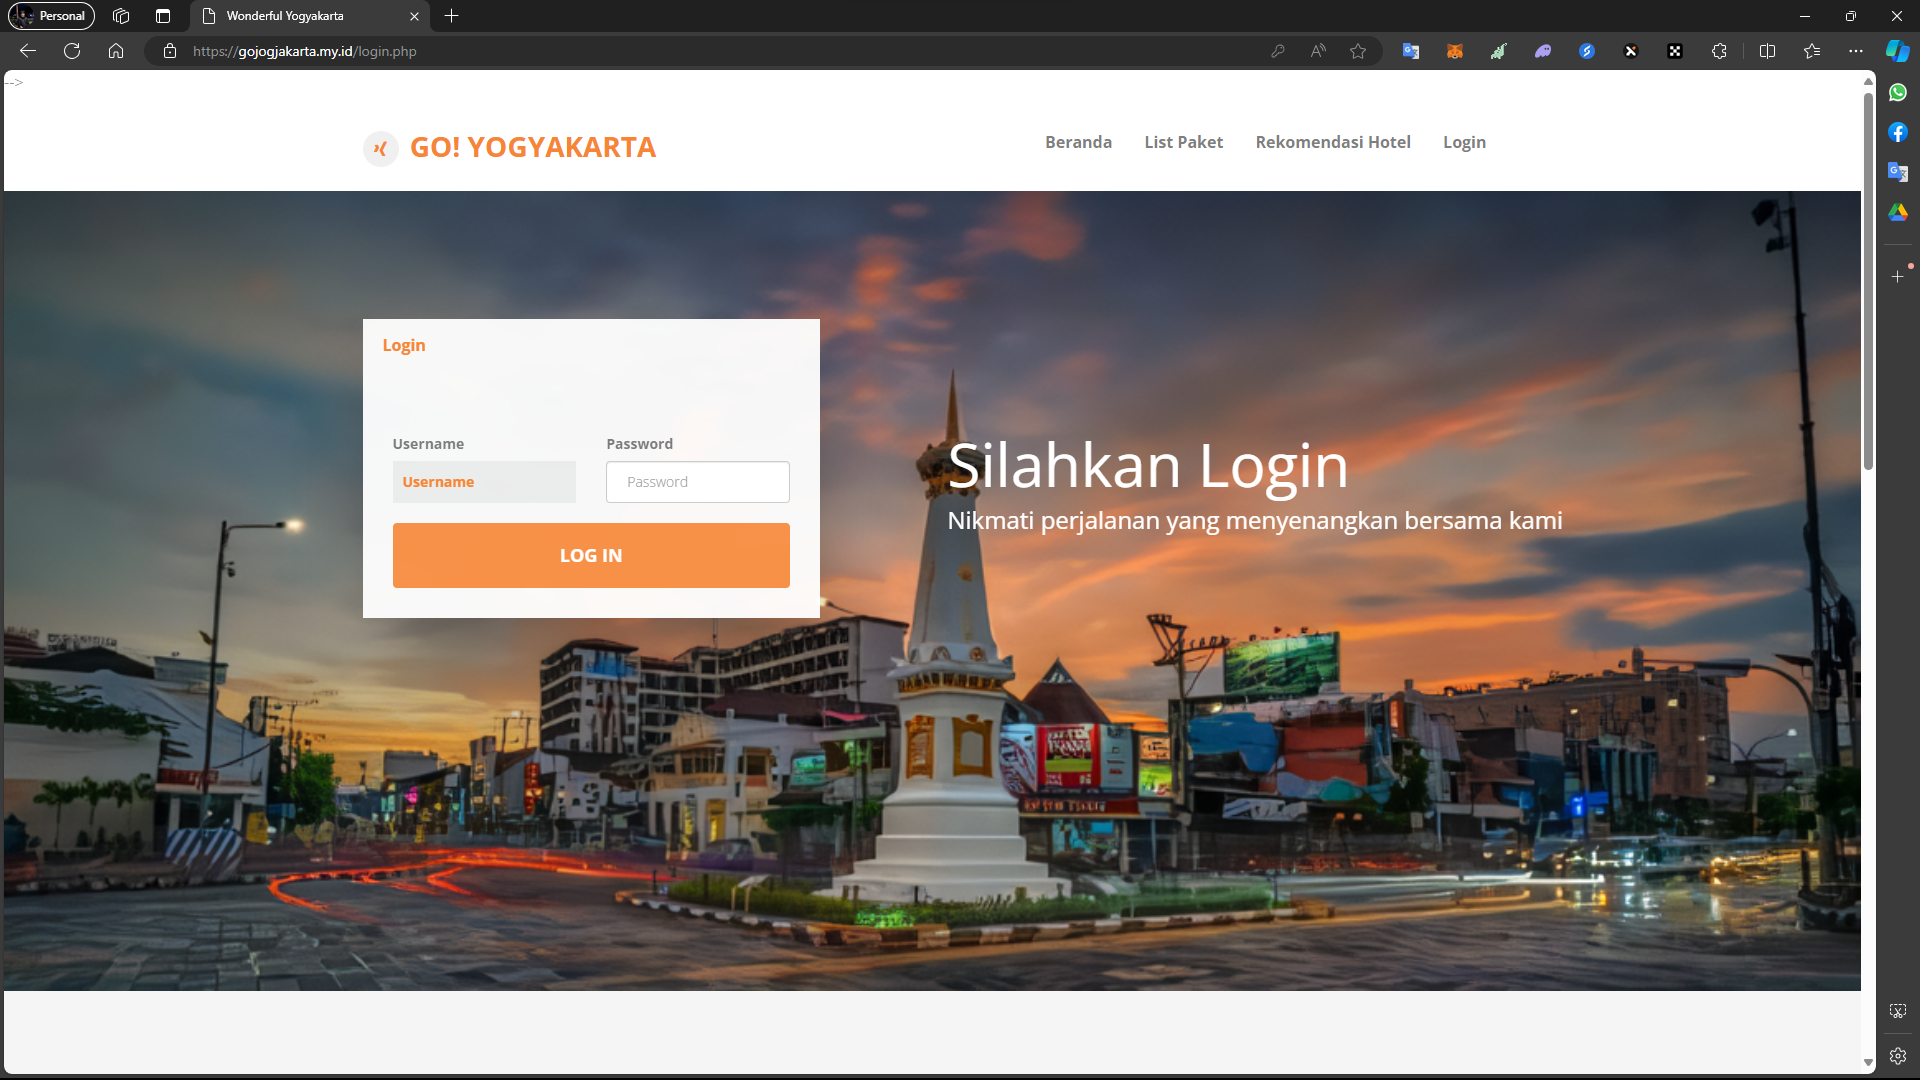 Personal
Wonderful Yogyakarta
https://gojogjakarta.my.id/login.php
-->
GO! YOGYAKARTA
Beranda
List Paket
Rekomendasi Hotel
Login
Login
Username
Password
Username
Password
LOG IN
Silahkan Login
Nikmati perjalanan yang menyenangkan bersama kami